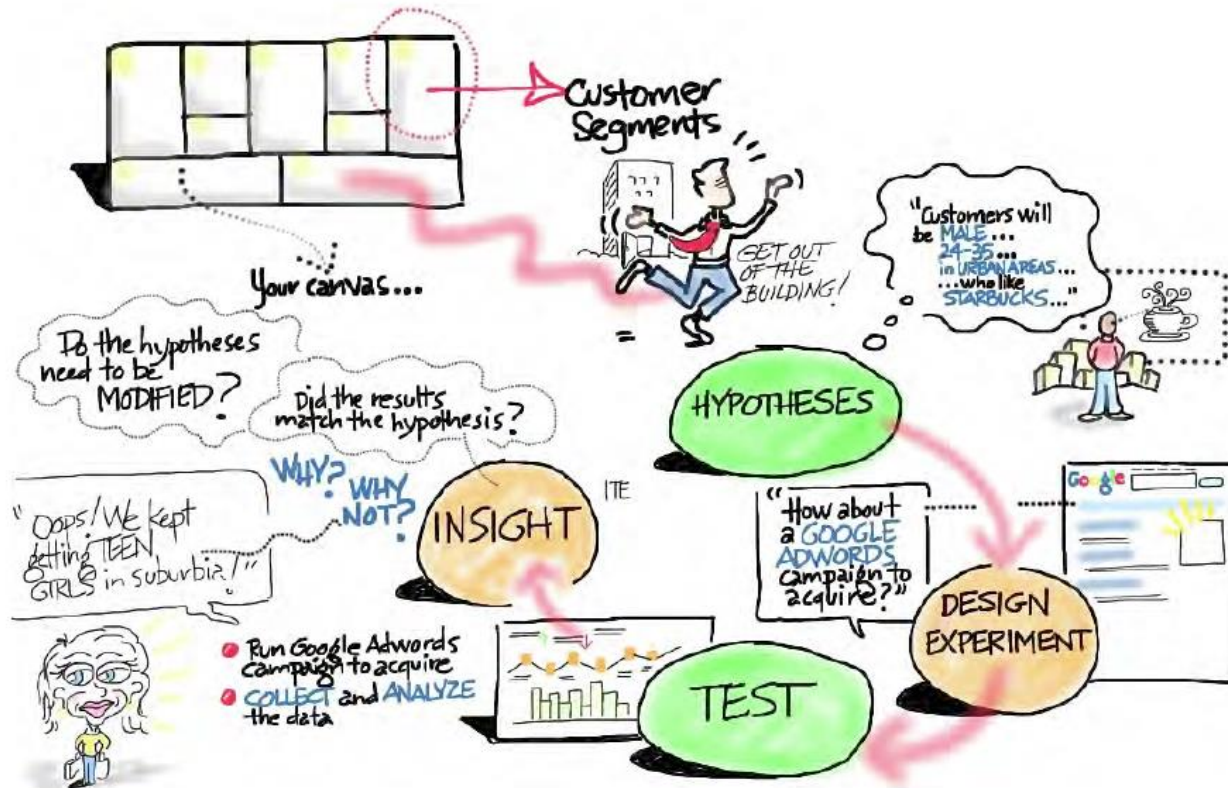 Customer
Segments
GET OUT
OF THE
BUILDING!
"Customers will
be MALE...
24-35...
in URBAN AREAS...
...who like
STARBUCKS..."
Your canvas...
Do the hypotheses
need to be
MODIFIED?
Did the results
match the hypothesis?
HYPOTHESES
WHY?
WHY
NOT?
INSIGHT
ITE
Google
"How about
a GOOGLE
ADWORDS
campaign to
acquire?"
DESIGN
EXPERIMENT
"Oops! We kept
getting TEEN
GIRLS in suburbia!"
Run Google Adwords
campaign to acquire
COLLECT and ANALYZE
the data
TEST